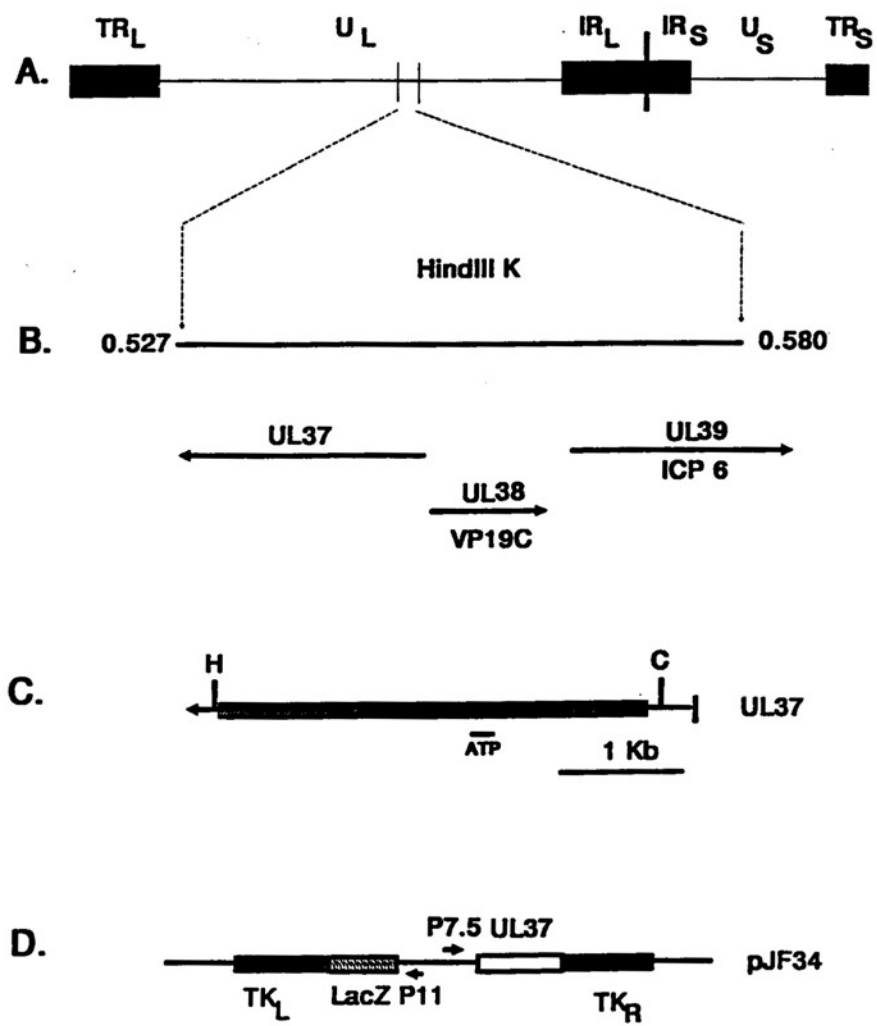 TRL UL IRL IRS US TRS
A.
HindIII K
B. 0.527 0.580
UL37 UL39
ICP 6
UL38
VP19C
H C
C. UL37
ATP
1 Kb
P7.5 UL37
D. pJF34
TKL LacZ P11 TKR